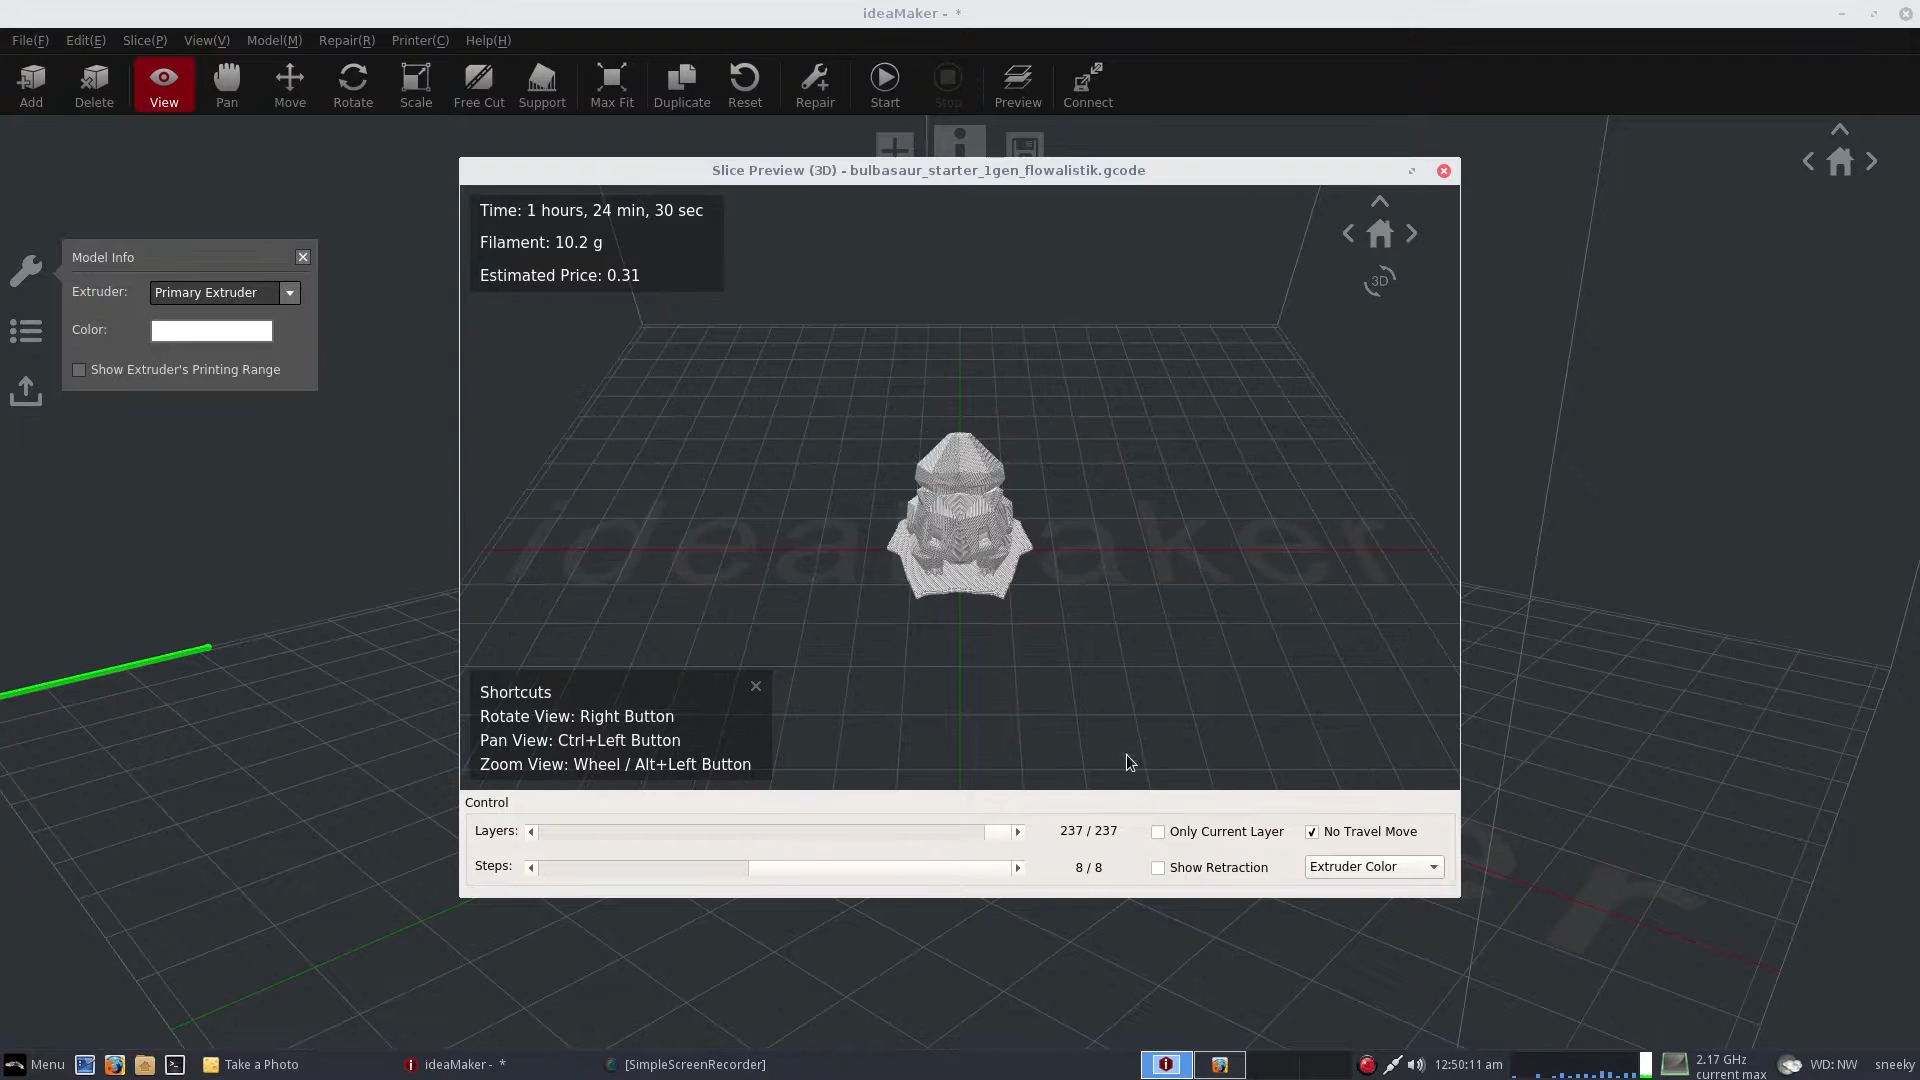 ideaMaker - *
File(F) Edit(E) Slice(P) View(V) Model(M) Repair(R) Printer(C) Help(H)
Add Delete View Pan Move Rotate Scale Free Cut Support Max Fit Duplicate Reset Repair Start Stop Preview Connect
Slice Preview (3D) - bulbasaur_starter_1gen_flowalistik.gcode
Time: 1 hours, 24 min, 30 sec
Filament: 10.2 g
Estimated Price: 0.31
3D
Model Info
Extruder: Primary Extruder
Color:
Show Extruder's Printing Range
ideaMaker
Shortcuts
Rotate View: Right Button
Pan View: Ctrl+Left Button
Zoom View: Wheel / Alt+Left Button
Control
Layers: 237 / 237 Only Current Layer No Travel Move
Steps: 8 / 8 Show Retraction Extruder Color
Menu Take a Photo ideaMaker - * [SimpleScreenRecorder] 12:50:11 am 2.17 GHz
current max WD: NW sneeky